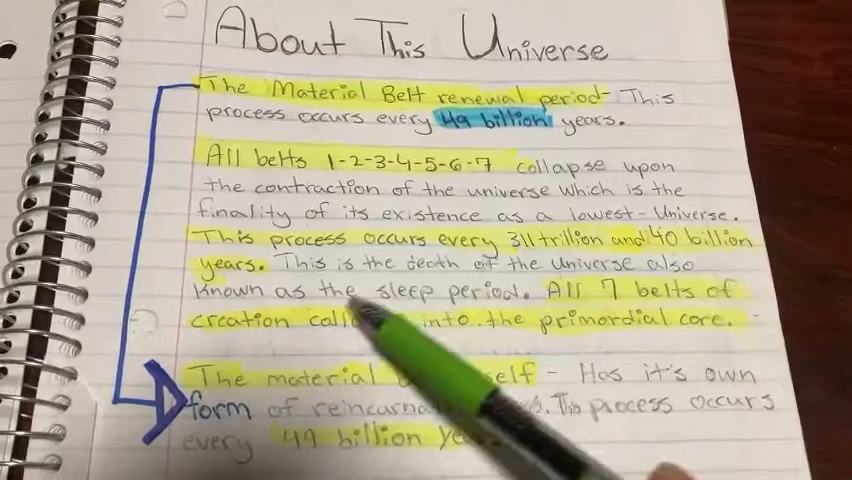 About This Universe
The Material Belt renewal period- This
process occurs every 49 billion years.
All belts 1-2-3-4-5-6-7 collapse upon
the contraction of the universe which is the
finality of its existence as a lowest-Universe.
This process occurs every 311 trillion and 40 billion
years. This is the death of the Universe also
Known as the sleep period. All 7 belts of
creation into the primordial core.
The material - Has it's own
form of This process occurs
every 49 billion